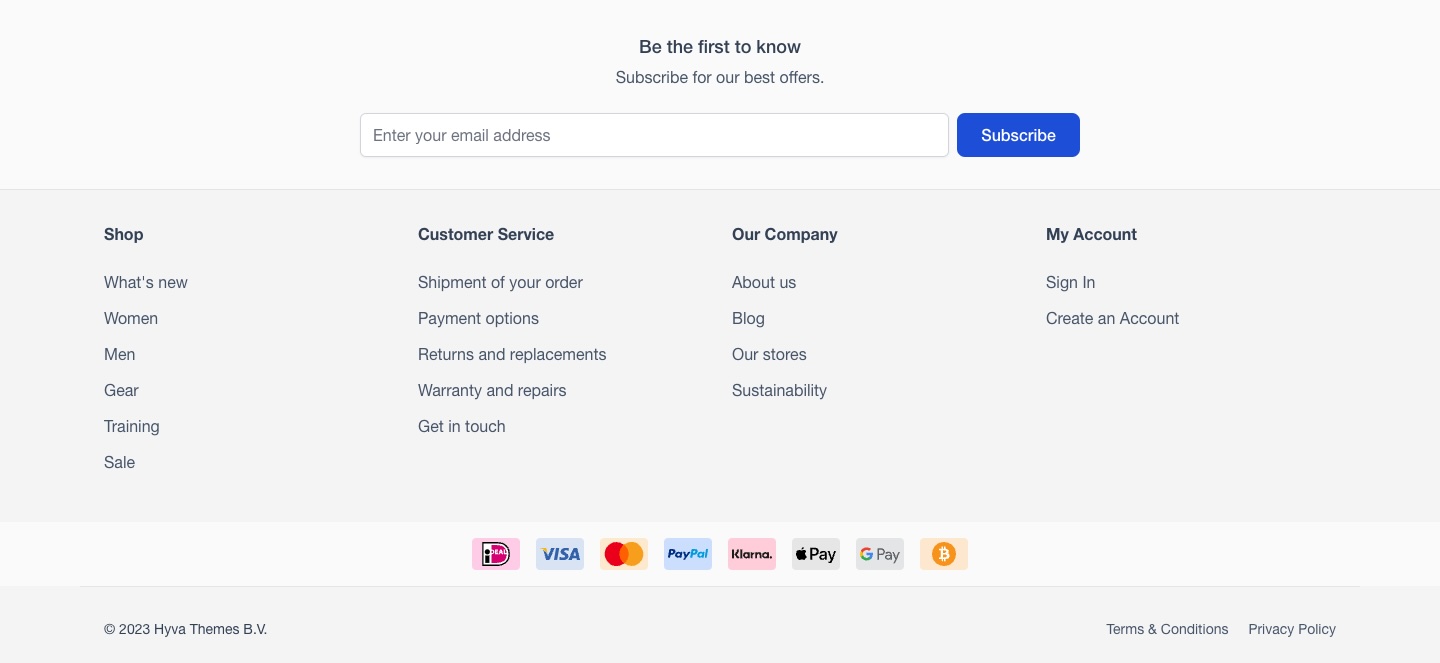 Be the first to know
Subscribe for our best offers.
Enter your email address
Subscribe
Shop
What's new
Women
Men
Gear
Training
Sale
Customer Service
Shipment of your order
Payment options
Returns and replacements
Warranty and repairs
Get in touch
Our Company
About us
Blog
Our stores
Sustainability
My Account
Sign In
Create an Account
iDEAL VISA PayPal Klarna. Pay G Pay
© 2023 Hyva Themes B.V.
Terms & Conditions Privacy Policy